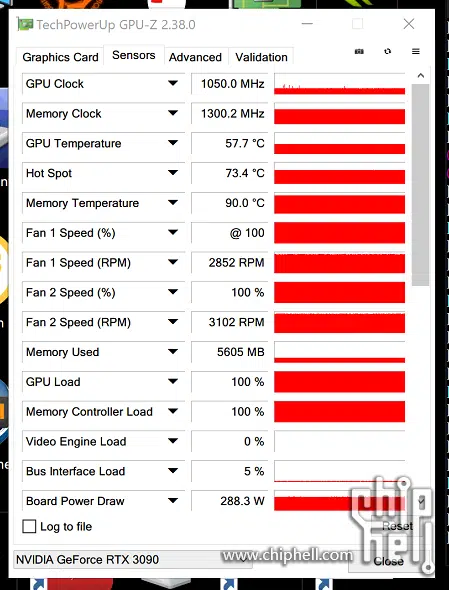 TechPowerUp GPU-Z 2.38.0
Graphics Card Sensors Advanced Validation
GPU Clock 1050.0 MHz
Memory Clock 1300.2 MHz
GPU Temperature 57.7 °C
Hot Spot 73.4 °C
Memory Temperature 90.0 °C
Fan 1 Speed (%) @ 100
Fan 1 Speed (RPM) 2852 RPM
Fan 2 Speed (%) 100 %
Fan 2 Speed (RPM) 3102 RPM
Memory Used 5605 MB
GPU Load 100 %
Memory Controller Load 100 %
Video Engine Load 0 %
Bus Interface Load 5 %
Board Power Draw 288.3 W
Log to file Reset
chip hell
www.chiphell.com
NVIDIA GeForce RTX 3090 Close